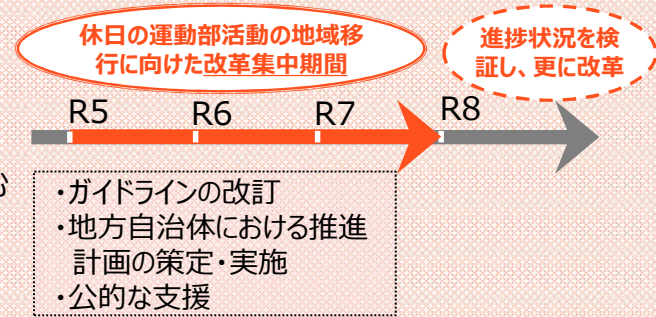 休日の運動部活動の地域移
行に向けた改革集中期間
進捗状況を検
証し、更に改革
R5 R6 R7 R8
む
・ガイドラインの改訂
・地方自治体における推進
計画の策定・実施
・公的な支援